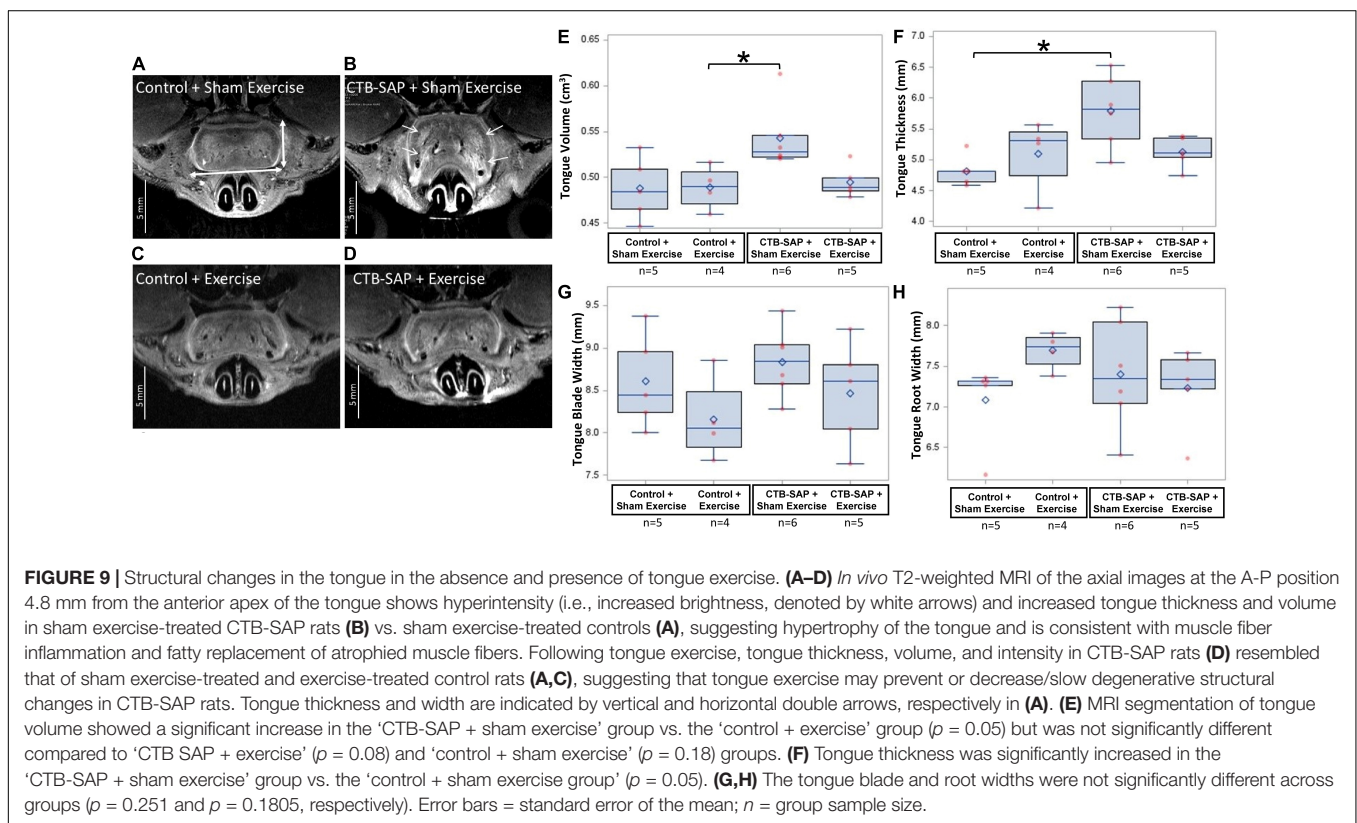 A
Control + Sham Exercise
5 mm
B
CTB-SAP + Sham Exercise
5 mm
C
Control + Exercise
5 mm
D
CTB-SAP + Exercise
5 mm
E
Tongue Volume (cm³)
0.65
0.60
0.55
0.50
0.45
*
Control +
Sham Exercise
Control +
Exercise
CTB-SAP +
Sham Exercise
CTB-SAP +
Exercise
n=5
n=4
n=6
n=5
F
Tongue Thickness (mm)
7.0
6.5
6.0
5.5
5.0
4.5
4.0
*
Control +
Sham Exercise
Control +
Exercise
CTB-SAP +
Sham Exercise
CTB-SAP +
Exercise
n=5
n=4
n=6
n=5
G
Tongue Blade Width (mm)
9.5
9.0
8.5
8.0
7.5
Control +
Sham Exercise
Control +
Exercise
CTB-SAP +
Sham Exercise
CTB-SAP +
Exercise
n=5
n=4
n=6
n=5
H
Tongue Root Width (mm)
8.0
7.5
7.0
6.5
Control +
Sham Exercise
Control +
Exercise
CTB-SAP +
Sham Exercise
CTB-SAP +
Exercise
n=5
n=4
n=6
n=5
FIGURE 9 | Structural changes in the tongue in the absence and presence of tongue exercise. (A–D) In vivo T2-weighted MRI of the axial images at the A-P position
4.8 mm from the anterior apex of the tongue shows hyperintensity (i.e., increased brightness, denoted by white arrows) and increased tongue thickness and volume
in sham exercise-treated CTB-SAP rats (B) vs. sham exercise-treated controls (A), suggesting hypertrophy of the tongue and is consistent with muscle fiber
inflammation and fatty replacement of atrophied muscle fibers. Following tongue exercise, tongue thickness, volume, and intensity in CTB-SAP rats (D) resembled
that of sham exercise-treated and exercise-treated control rats (A,C), suggesting that tongue exercise may prevent or decrease/slow degenerative structural
changes in CTB-SAP rats. Tongue thickness and width are indicated by vertical and horizontal double arrows, respectively in (A). (E) MRI segmentation of tongue
volume showed a significant increase in the 'CTB-SAP + sham exercise' group vs. the 'control + exercise' group (p = 0.05) but was not significantly different
compared to 'CTB SAP + exercise' (p = 0.08) and 'control + sham exercise' (p = 0.18) groups. (F) Tongue thickness was significantly increased in the
'CTB-SAP + sham exercise' group vs. the 'control + sham exercise group' (p = 0.05). (G,H) The tongue blade and root widths were not significantly different across
groups (p = 0.251 and p = 0.1805, respectively). Error bars = standard error of the mean; n = group sample size.